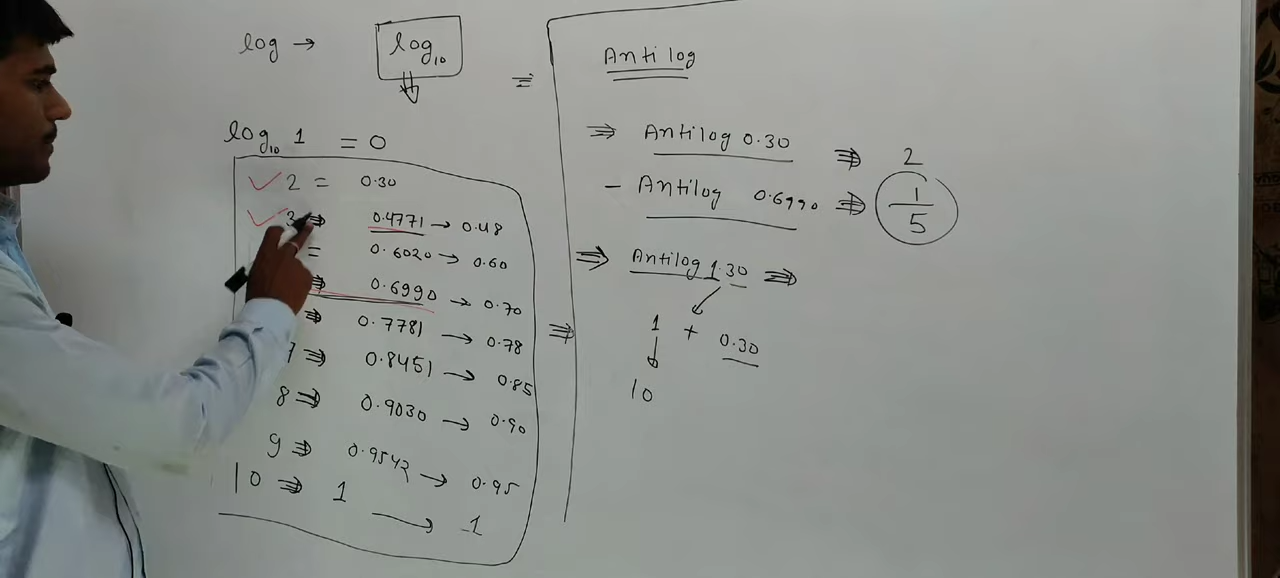 log → log₁₀
log₁₀ 1 = 0
✓ 2 = 0.30
✓ 3 ⇛ 0.4771 → 0.48
= 0.6020 → 0.60
⇛ 0.6990 → 0.70
⇛ 0.7781 → 0.78
7 ⇛ 0.8451 → 0.85
8 ⇛ 0.9030 → 0.90
9 ⇛ 0.9542 → 0.95
10 ⇛ 1 → 1
Antilog
⇛ Antilog 0.30 ⇛ 2
- Antilog 0.6990 ⇛ 1/5
⇛ Antilog 1.30 ⇛
1 + 0.30
10